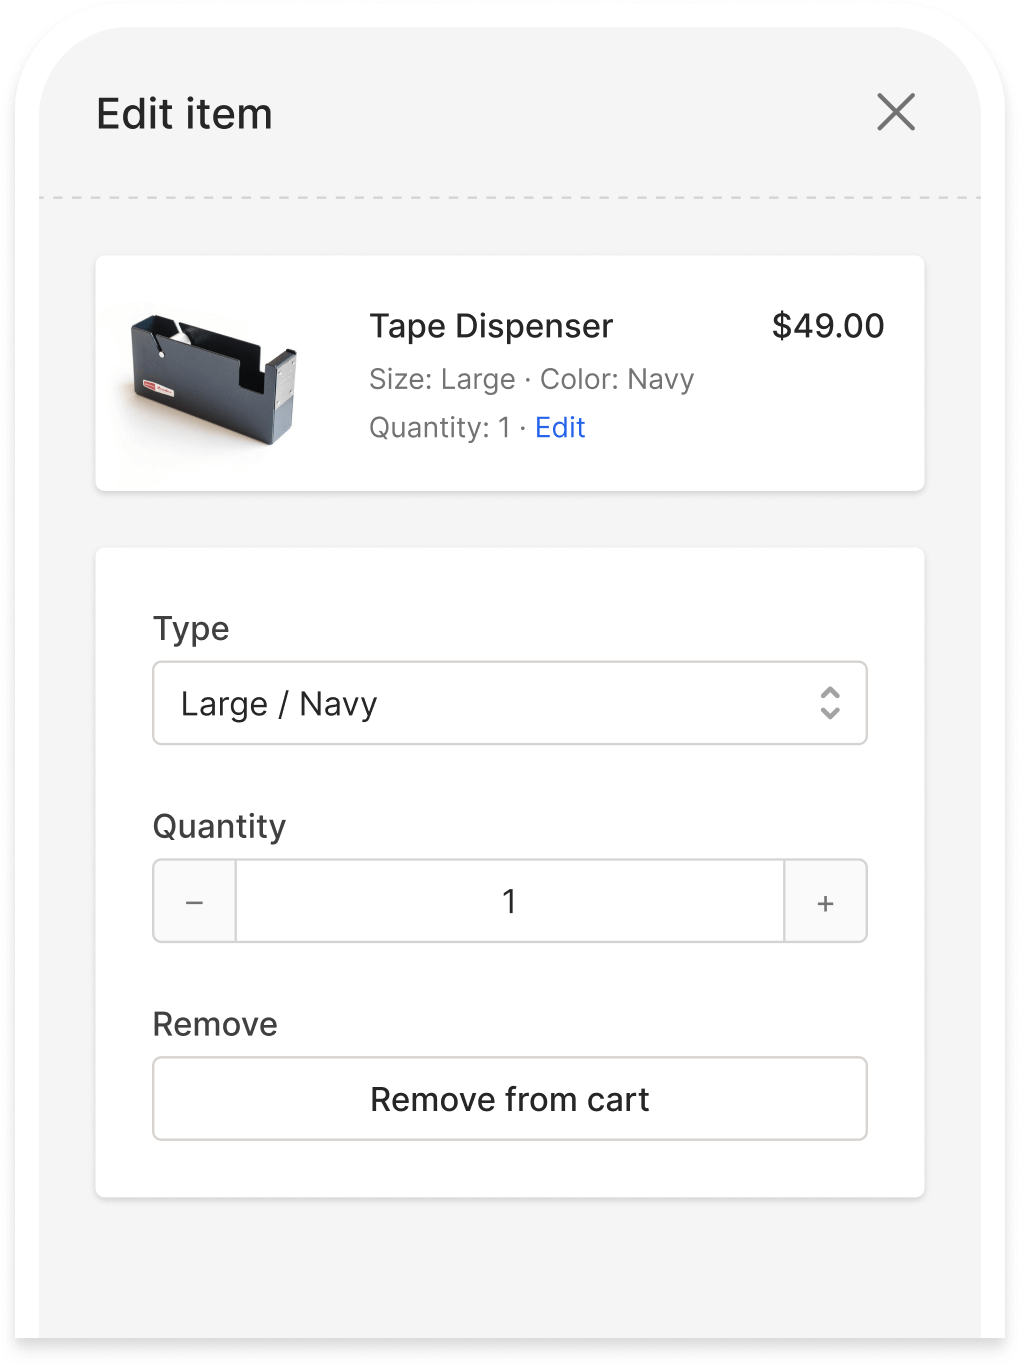 Edit item
Tape Dispenser
$49.00
Size: Large · Color: Navy
Quantity: 1 · Edit
Type
Large / Navy
Quantity
− 1 +
Remove
Remove from cart